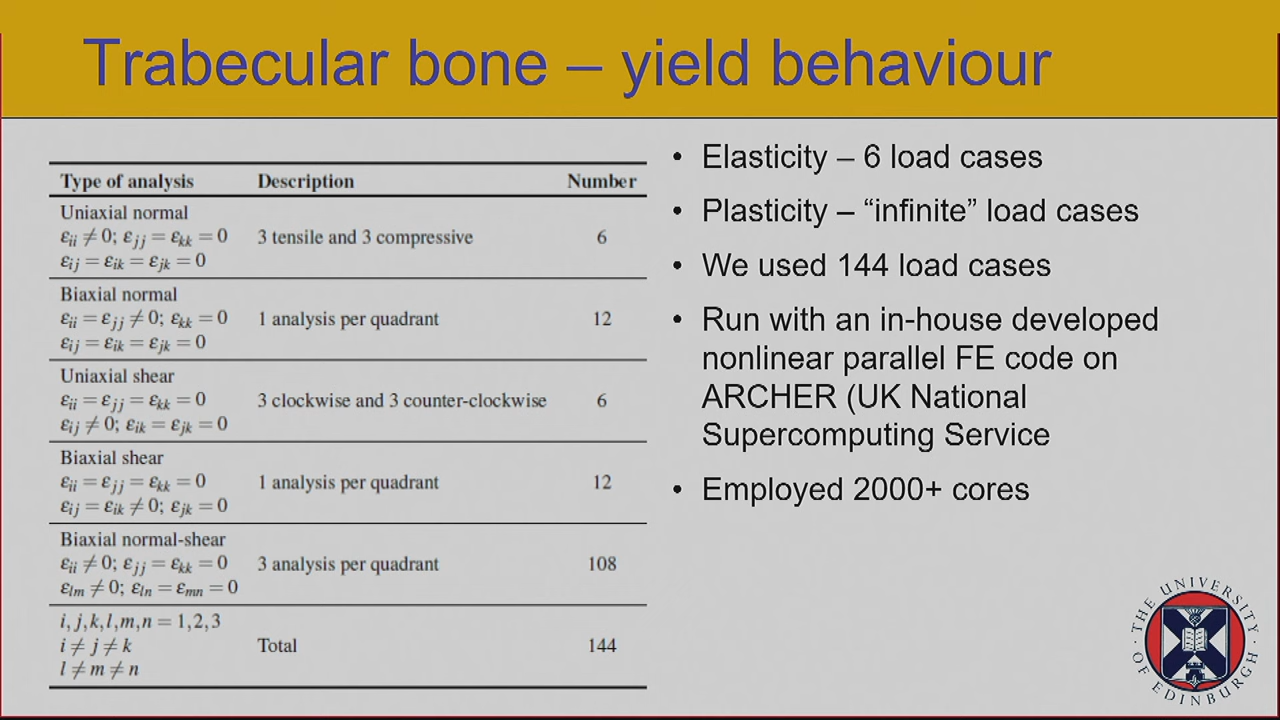 Trabecular bone – yield behaviour
Type of analysis Description Number
Uniaxial normal
εii ≠ 0; εjj = εkk = 0 3 tensile and 3 compressive 6
εij = εik = εjk = 0
Biaxial normal
εii = εjj ≠ 0; εkk = 0 1 analysis per quadrant 12
εij = εik = εjk = 0
Uniaxial shear
εii = εjj = εkk = 0 3 clockwise and 3 counter-clockwise 6
εij ≠ 0; εik = εjk = 0
Biaxial shear
εii = εjj = εkk = 0 1 analysis per quadrant 12
εij = εik ≠ 0; εjk = 0
Biaxial normal-shear
εii ≠ 0; εjj = εkk = 0 3 analysis per quadrant 108
εlm ≠ 0; εln = εmn = 0
i, j,k,l,m,n = 1,2,3
i ≠ j ≠ k Total 144
l ≠ m ≠ n
• Elasticity – 6 load cases
• Plasticity – “infinite” load cases
• We used 144 load cases
• Run with an in-house developed
nonlinear parallel FE code on
ARCHER (UK National
Supercomputing Service
• Employed 2000+ cores
THE UNIVERSITY
OF EDINBURGH